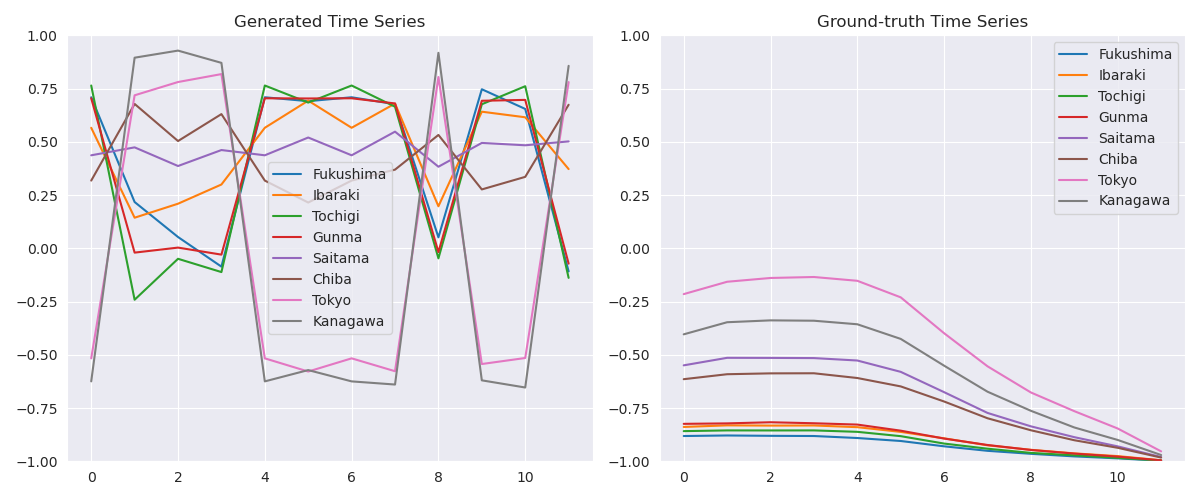 Generated Time Series
1.00
0.75
0.50
0.25
0.00
−0.25
−0.50
−0.75
−1.00
0 2 4 6 8 10
Fukushima
Ibaraki
Tochigi
Gunma
Saitama
Chiba
Tokyo
Kanagawa
Ground-truth Time Series
1.00
0.75
0.50
0.25
0.00
−0.25
−0.50
−0.75
−1.00
0 2 4 6 8 10
Fukushima
Ibaraki
Tochigi
Gunma
Saitama
Chiba
Tokyo
Kanagawa